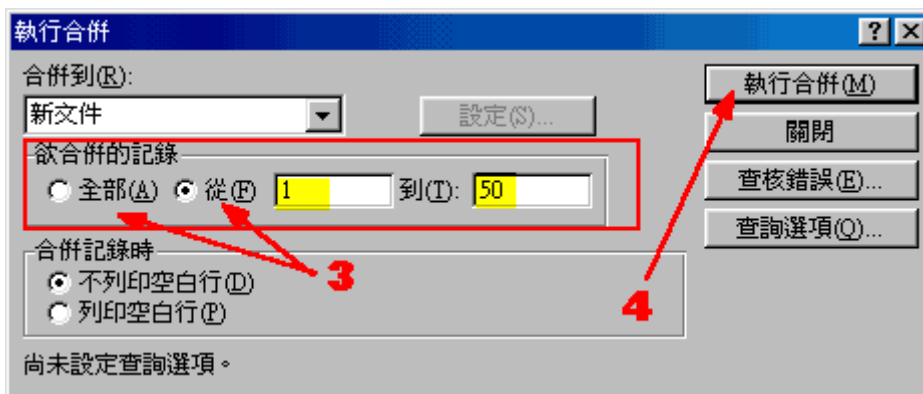 執行合併
合併到(R):
新文件
設定(S)...
執行合併(M)
關閉
欲合併的記錄
全部(A) 從(F) 1 到(T): 50
查核錯誤(E)...
查詢選項(Q)...
合併記錄時
不列印空白行(D)
列印空白行(P)
3
4
尚未設定查詢選項。